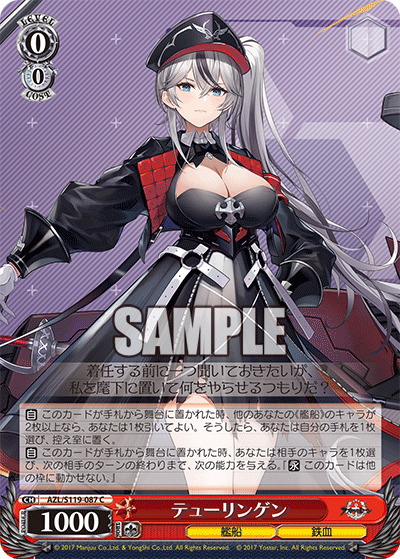 LEVEL
0
0
COST
SAMPLE
着任する前に一つ聞いておきたいが、
私を麾下に置いて何をやらせるつもりだ？
自 このカードが手札から舞台に置かれた時、他のあなたの《艦船》のキャラが
2枚以上なら、あなたは1枚引いてよい。そうしたら、あなたは自分の手札を1枚
選び、控え室に置く。
自 このカードが手札から舞台に置かれた時、あなたは相手のキャラを1枚
選び、次の相手のターンの終わりまで、次の能力を与える。『永 このカードは他
の枠に動かせない。』
CH AZL/S119-087 C
1000
テューリンゲン
艦船
鉄血
© 2017 Manjuu Co.,Ltd. & YongShi Co.,Ltd. All Rights Reserved. © 2017 Yostar, Inc. All Rights Reserved.